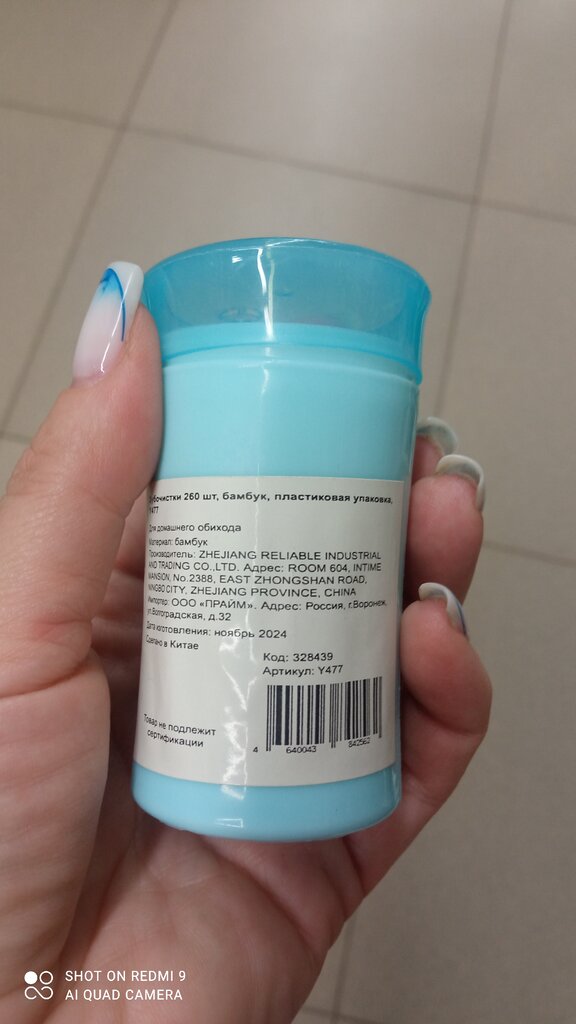 Зубочистки 260 шт, бамбук, пластиковая упаковка,
Y477
Для домашнего обихода
Материал: бамбук
Производитель: ZHEJIANG RELIABLE INDUSTRIAL
AND TRADING CO.,LTD. Адрес: ROOM 604, INTIME
MANSION, No.2388, EAST ZHONGSHAN ROAD,
NINGBO CITY, ZHEJIANG PROVINCE, CHINA
Импортер: ООО «ПРАЙМ». Адрес: Россия, г.Воронеж,
ул.Волгоградская, д.32
Дата изготовления: ноябрь 2024
Сделано в Китае
Код: 328439
Артикул: Y477
Товар не подлежит
сертификации
4 640043 842562
SHOT ON REDMI 9
AI QUAD CAMERA